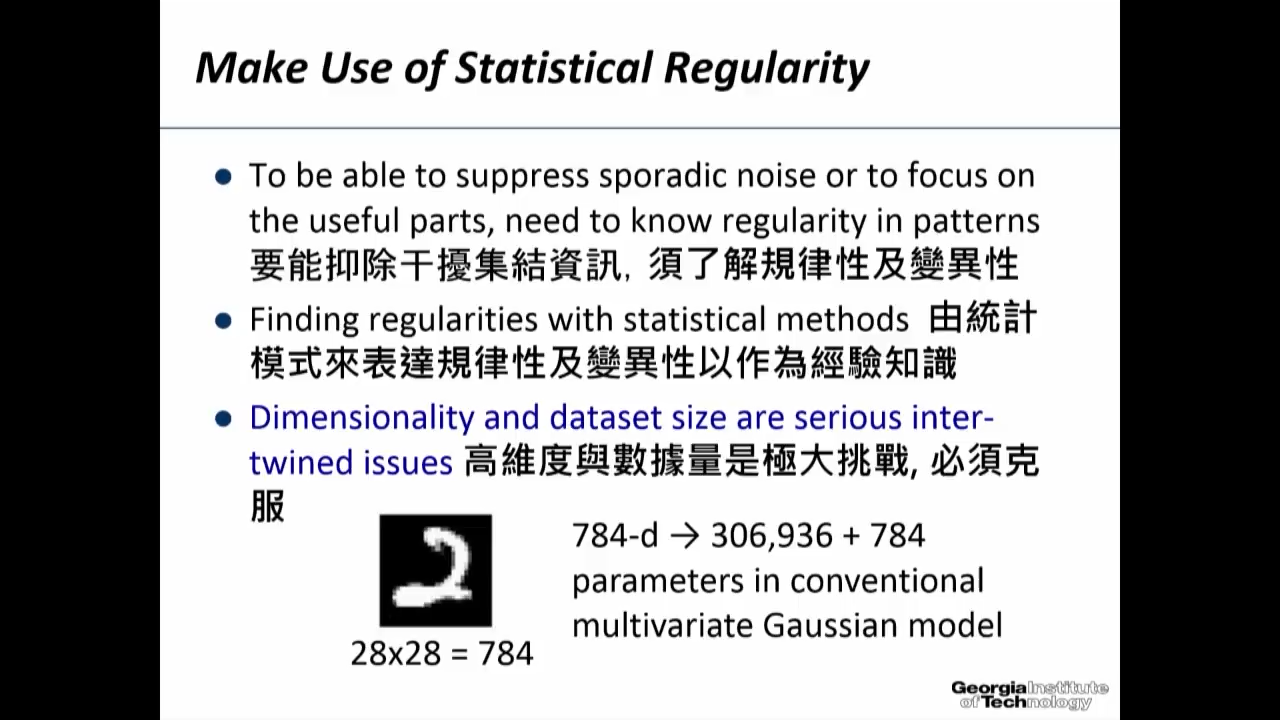 Make Use of Statistical Regularity
To be able to suppress sporadic noise or to focus on
the useful parts, need to know regularity in patterns
要能抑除干擾集結資訊, 須了解規律性及變異性
Finding regularities with statistical methods 由統計
模式來表達規律性及變異性以作為經驗知識
Dimensionality and dataset size are serious inter-
twined issues 高維度與數據量是極大挑戰, 必須克
服
784-d → 306,936 + 784
parameters in conventional
multivariate Gaussian model
28x28 = 784
Georgia Institute
of Technology